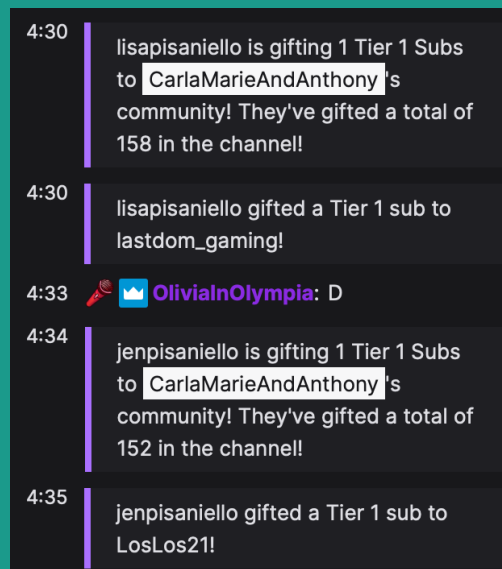 4:30
lisapisaniello is gifting 1 Tier 1 Subs
to CarlaMarieAndAnthony's
community! They've gifted a total of
158 in the channel!
4:30
lisapisaniello gifted a Tier 1 sub to
lastdom_gaming!
4:33 OliviaInOlympia: D
4:34
jenpisaniello is gifting 1 Tier 1 Subs
to CarlaMarieAndAnthony's
community! They've gifted a total of
152 in the channel!
4:35
jenpisaniello gifted a Tier 1 sub to
LosLos21!